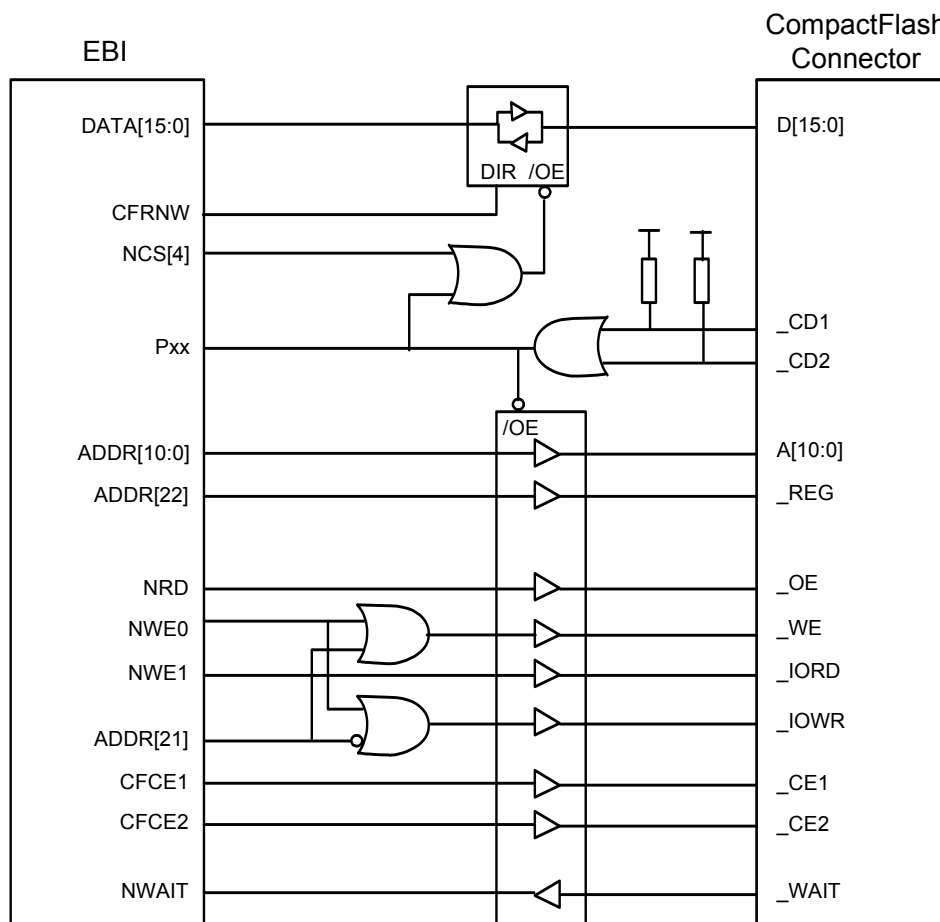 EBI
CompactFlash
Connector
DATA[15:0]
D[15:0]
DIR /OE
CFRNW
NCS[4]
_CD1
Pxx
_CD2
/OE
ADDR[10:0]
A[10:0]
ADDR[22]
_REG
NRD
_OE
NWE0
_WE
NWE1
_IORD
_IOWR
ADDR[21]
CFCE1
_CE1
CFCE2
_CE2
NWAIT
_WAIT